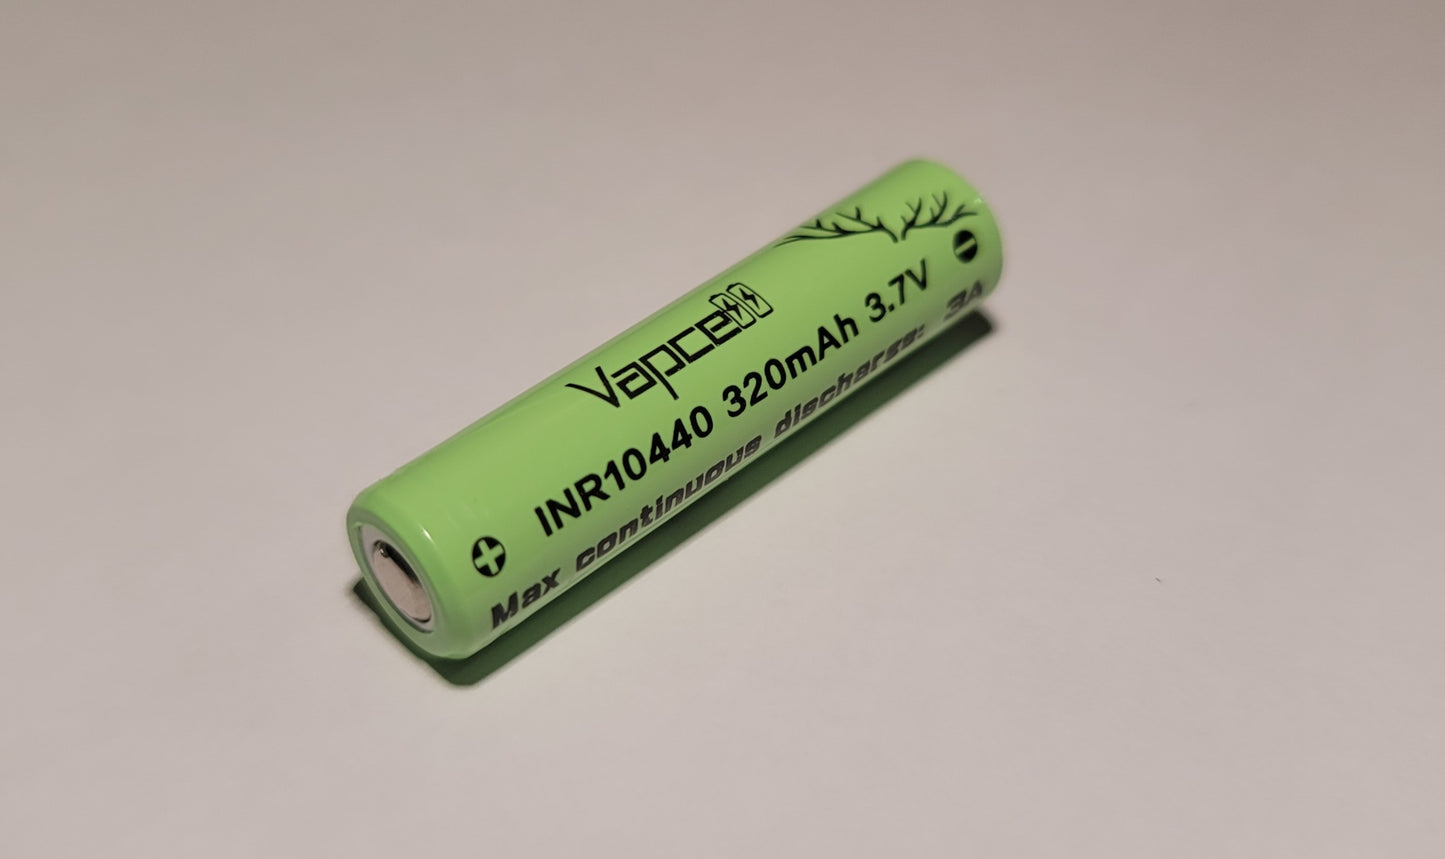 Vapcell
INR10440 320mAh 3.7V
Max continuous discharge: 3A